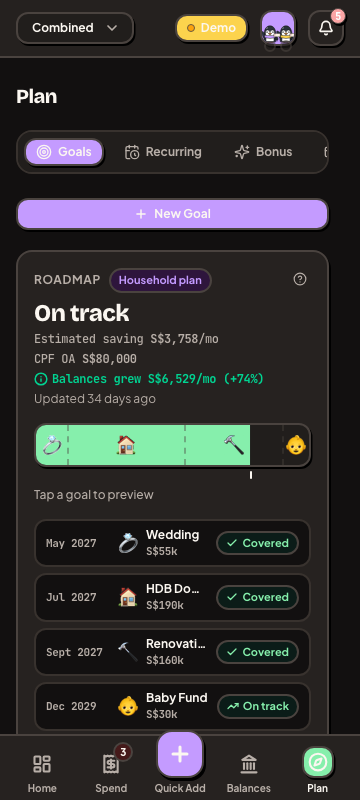 Combined
Demo
5
Plan
Goals
Recurring
Bonus
New Goal
ROADMAP
Household plan
On track
Estimated saving S$3,758/mo
CPF OA S$80,000
Balances grew S$6,529/mo (+74%)
Updated 34 days ago
Tap a goal to preview
May 2027
Wedding
S$55k
Covered
Jul 2027
HDB Do…
S$190k
Covered
Sept 2027
Renovati…
S$160k
Covered
Dec 2029
Baby Fund
S$30k
On track
3
Home
Spend
Quick Add
Balances
Plan